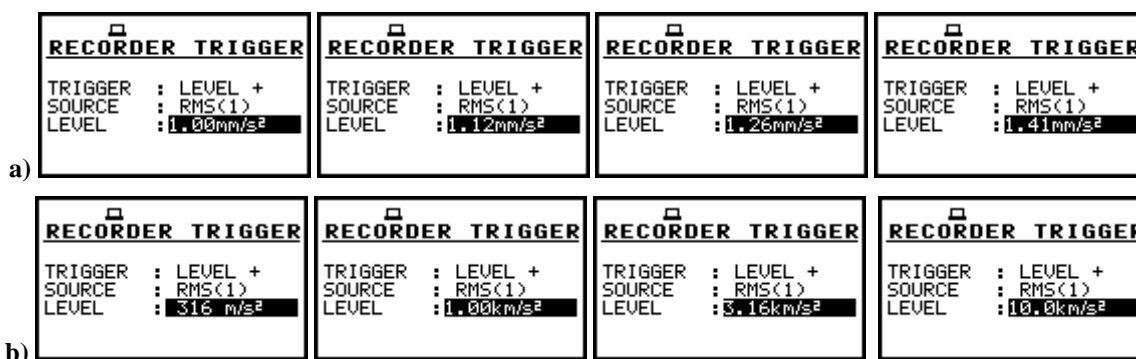 RECORDER TRIGGER RECORDER TRIGGER RECORDER TRIGGER RECORDER TRIGGER
TRIGGER : LEVEL + TRIGGER : LEVEL + TRIGGER : LEVEL + TRIGGER : LEVEL +
SOURCE : RMS(1) SOURCE : RMS(1) SOURCE : RMS(1) SOURCE : RMS(1)
LEVEL :1.00mm/s² LEVEL :1.12mm/s² LEVEL :1.26mm/s² LEVEL :1.41mm/s²
a)
RECORDER TRIGGER RECORDER TRIGGER RECORDER TRIGGER RECORDER TRIGGER
TRIGGER : LEVEL + TRIGGER : LEVEL + TRIGGER : LEVEL + TRIGGER : LEVEL +
SOURCE : RMS(1) SOURCE : RMS(1) SOURCE : RMS(1) SOURCE : RMS(1)
LEVEL : 316 m/s² LEVEL :1.00km/s² LEVEL :3.16km/s² LEVEL :10.0km/s²
b)